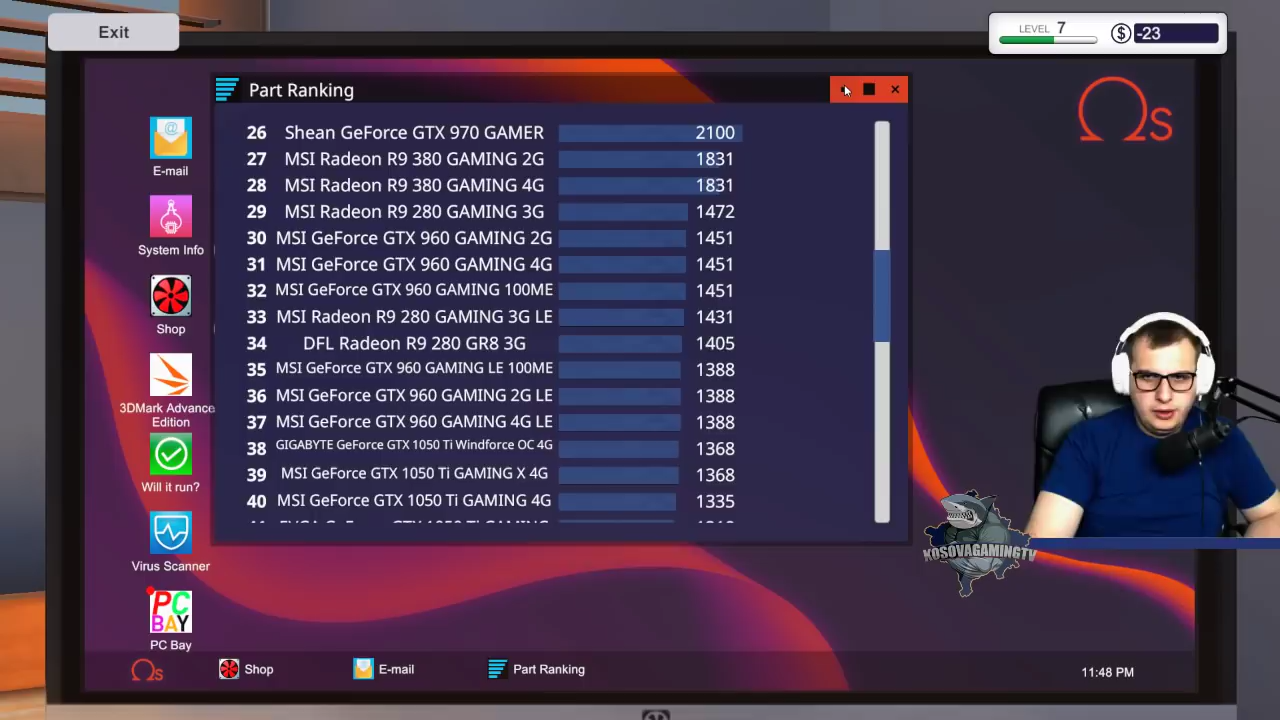 Exit
LEVEL 7
$ -23
Part Ranking
26 Shean GeForce GTX 970 GAMER 2100
27 MSI Radeon R9 380 GAMING 2G 1831
28 MSI Radeon R9 380 GAMING 4G 1831
29 MSI Radeon R9 280 GAMING 3G 1472
30 MSI GeForce GTX 960 GAMING 2G 1451
31 MSI GeForce GTX 960 GAMING 4G 1451
32 MSI GeForce GTX 960 GAMING 100ME 1451
33 MSI Radeon R9 280 GAMING 3G LE 1431
34 DFL Radeon R9 280 GR8 3G 1405
35 MSI GeForce GTX 960 GAMING LE 100ME 1388
36 MSI GeForce GTX 960 GAMING 2G LE 1388
37 MSI GeForce GTX 960 GAMING 4G LE 1388
38 GIGABYTE GeForce GTX 1050 Ti Windforce OC 4G 1368
39 MSI GeForce GTX 1050 Ti GAMING X 4G 1368
40 MSI GeForce GTX 1050 Ti GAMING 4G 1335
E-mail
System Info
Shop
3DMark Advance
Edition
Will it run?
Virus Scanner
PC
BAY
PC Bay
Ωs
KOSOVAGAMINGTV
Ωs
Shop
E-mail
Part Ranking
11:48 PM